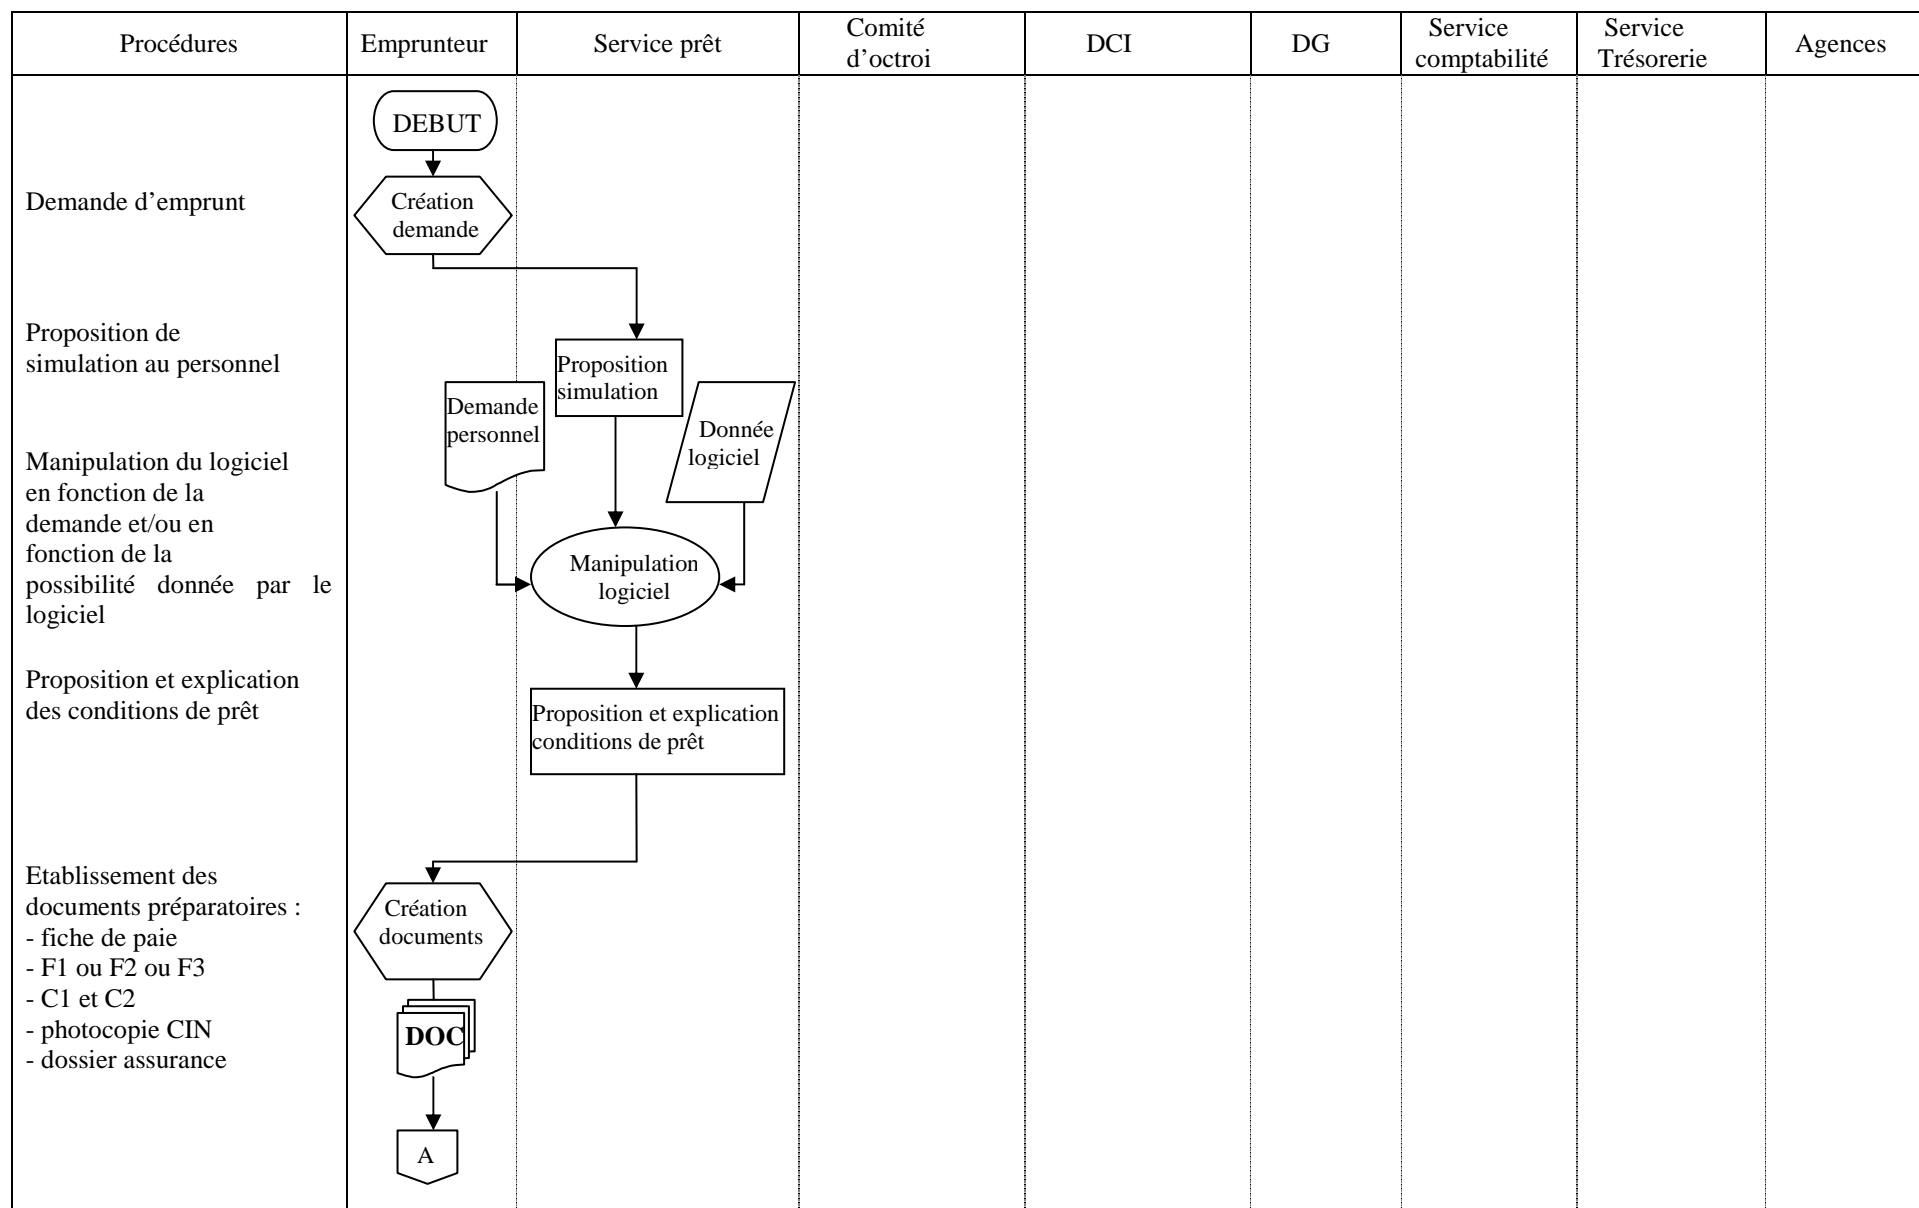 Procédures
Emprunteur
Service prêt
Comité
d’octroi
DCI
DG
Service
comptabilité
Service
Trésorerie
Agences
DEBUT
Demande d’emprunt
Création
demande
Proposition de
simulation au personnel
Proposition
simulation
Demande
personnel
Donnée
logiciel
Manipulation du logiciel
en fonction de la
demande et/ou en
fonction de la
possibilité donnée par le
logiciel
Manipulation
logiciel
Proposition et explication
des conditions de prêt
Proposition et explication
conditions de prêt
Etablissement des
documents préparatoires :
- fiche de paie
- F1 ou F2 ou F3
- C1 et C2
- photocopie CIN
- dossier assurance
Création
documents
DOC
A